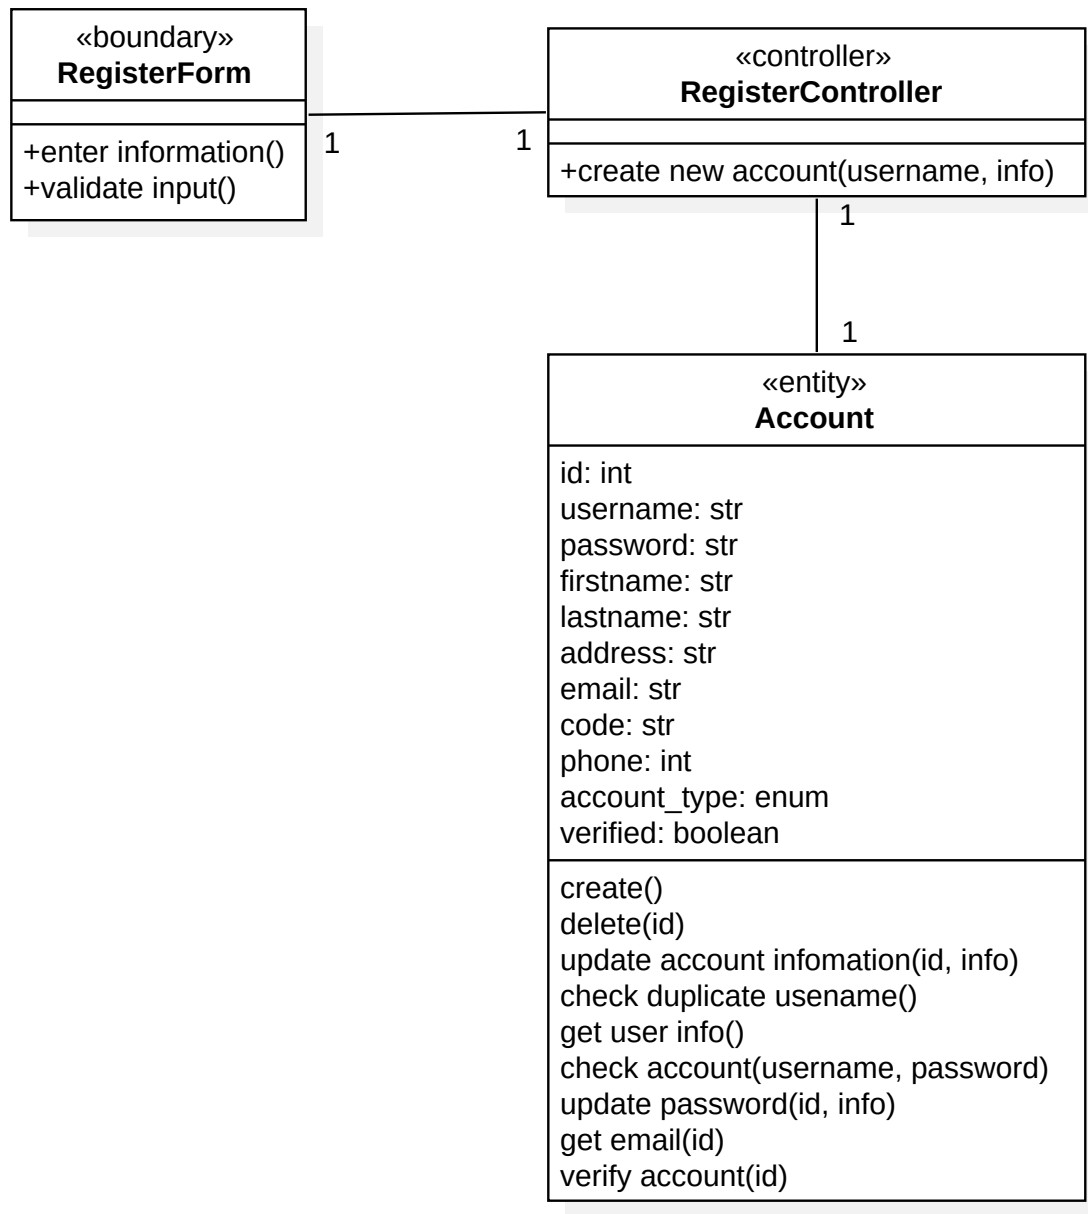 «boundary»
RegisterForm
+enter information()
+validate input()
1
1
«controller»
RegisterController
+create new account(username, info)
1
1
«entity»
Account
id: int
username: str
password: str
firstname: str
lastname: str
address: str
email: str
code: str
phone: int
account_type: enum
verified: boolean
create()
delete(id)
update account infomation(id, info)
check duplicate usename()
get user info()
check account(username, password)
update password(id, info)
get email(id)
verify account(id)